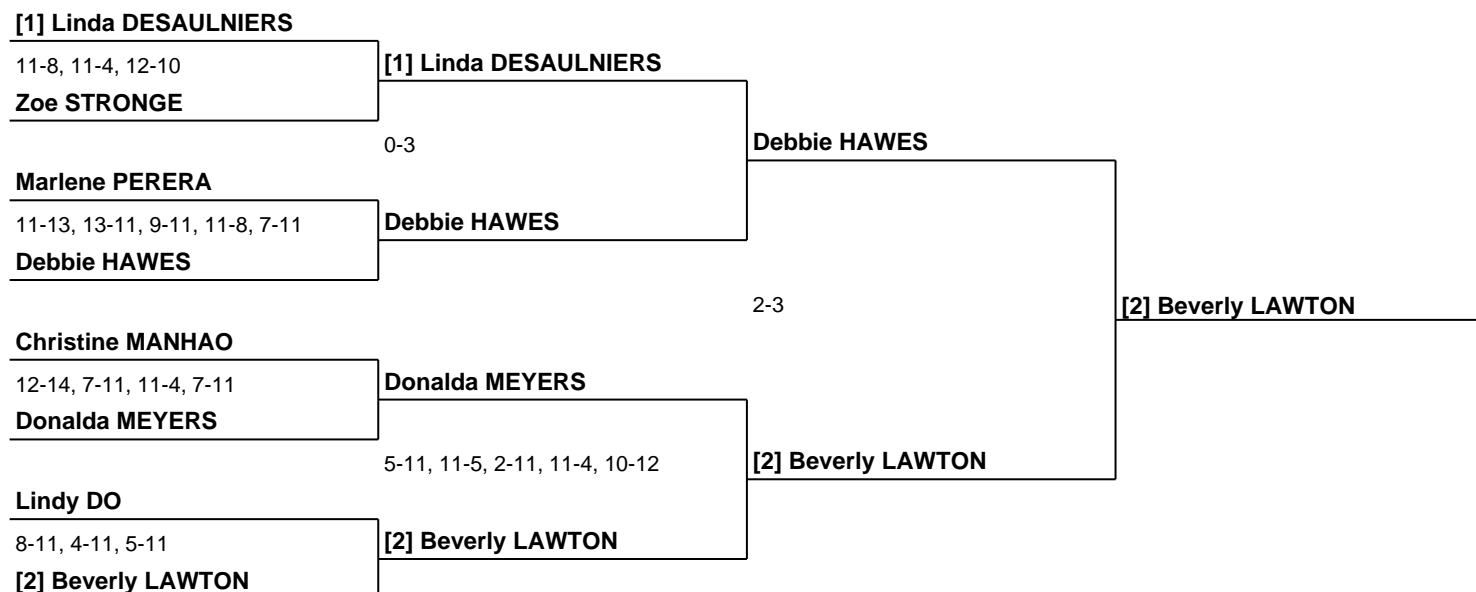 [1] Linda DESAULNIERS
11-8, 11-4, 12-10
[1] Linda DESAULNIERS
Zoe STRONGE
0-3
Debbie HAWES
Marlene PERERA
11-13, 13-11, 9-11, 11-8, 7-11
Debbie HAWES
Debbie HAWES
2-3
[2] Beverly LAWTON
Christine MANHAO
12-14, 7-11, 11-4, 7-11
Donalda MEYERS
Donalda MEYERS
5-11, 11-5, 2-11, 11-4, 10-12
[2] Beverly LAWTON
Lindy DO
8-11, 4-11, 5-11
[2] Beverly LAWTON
[2] Beverly LAWTON